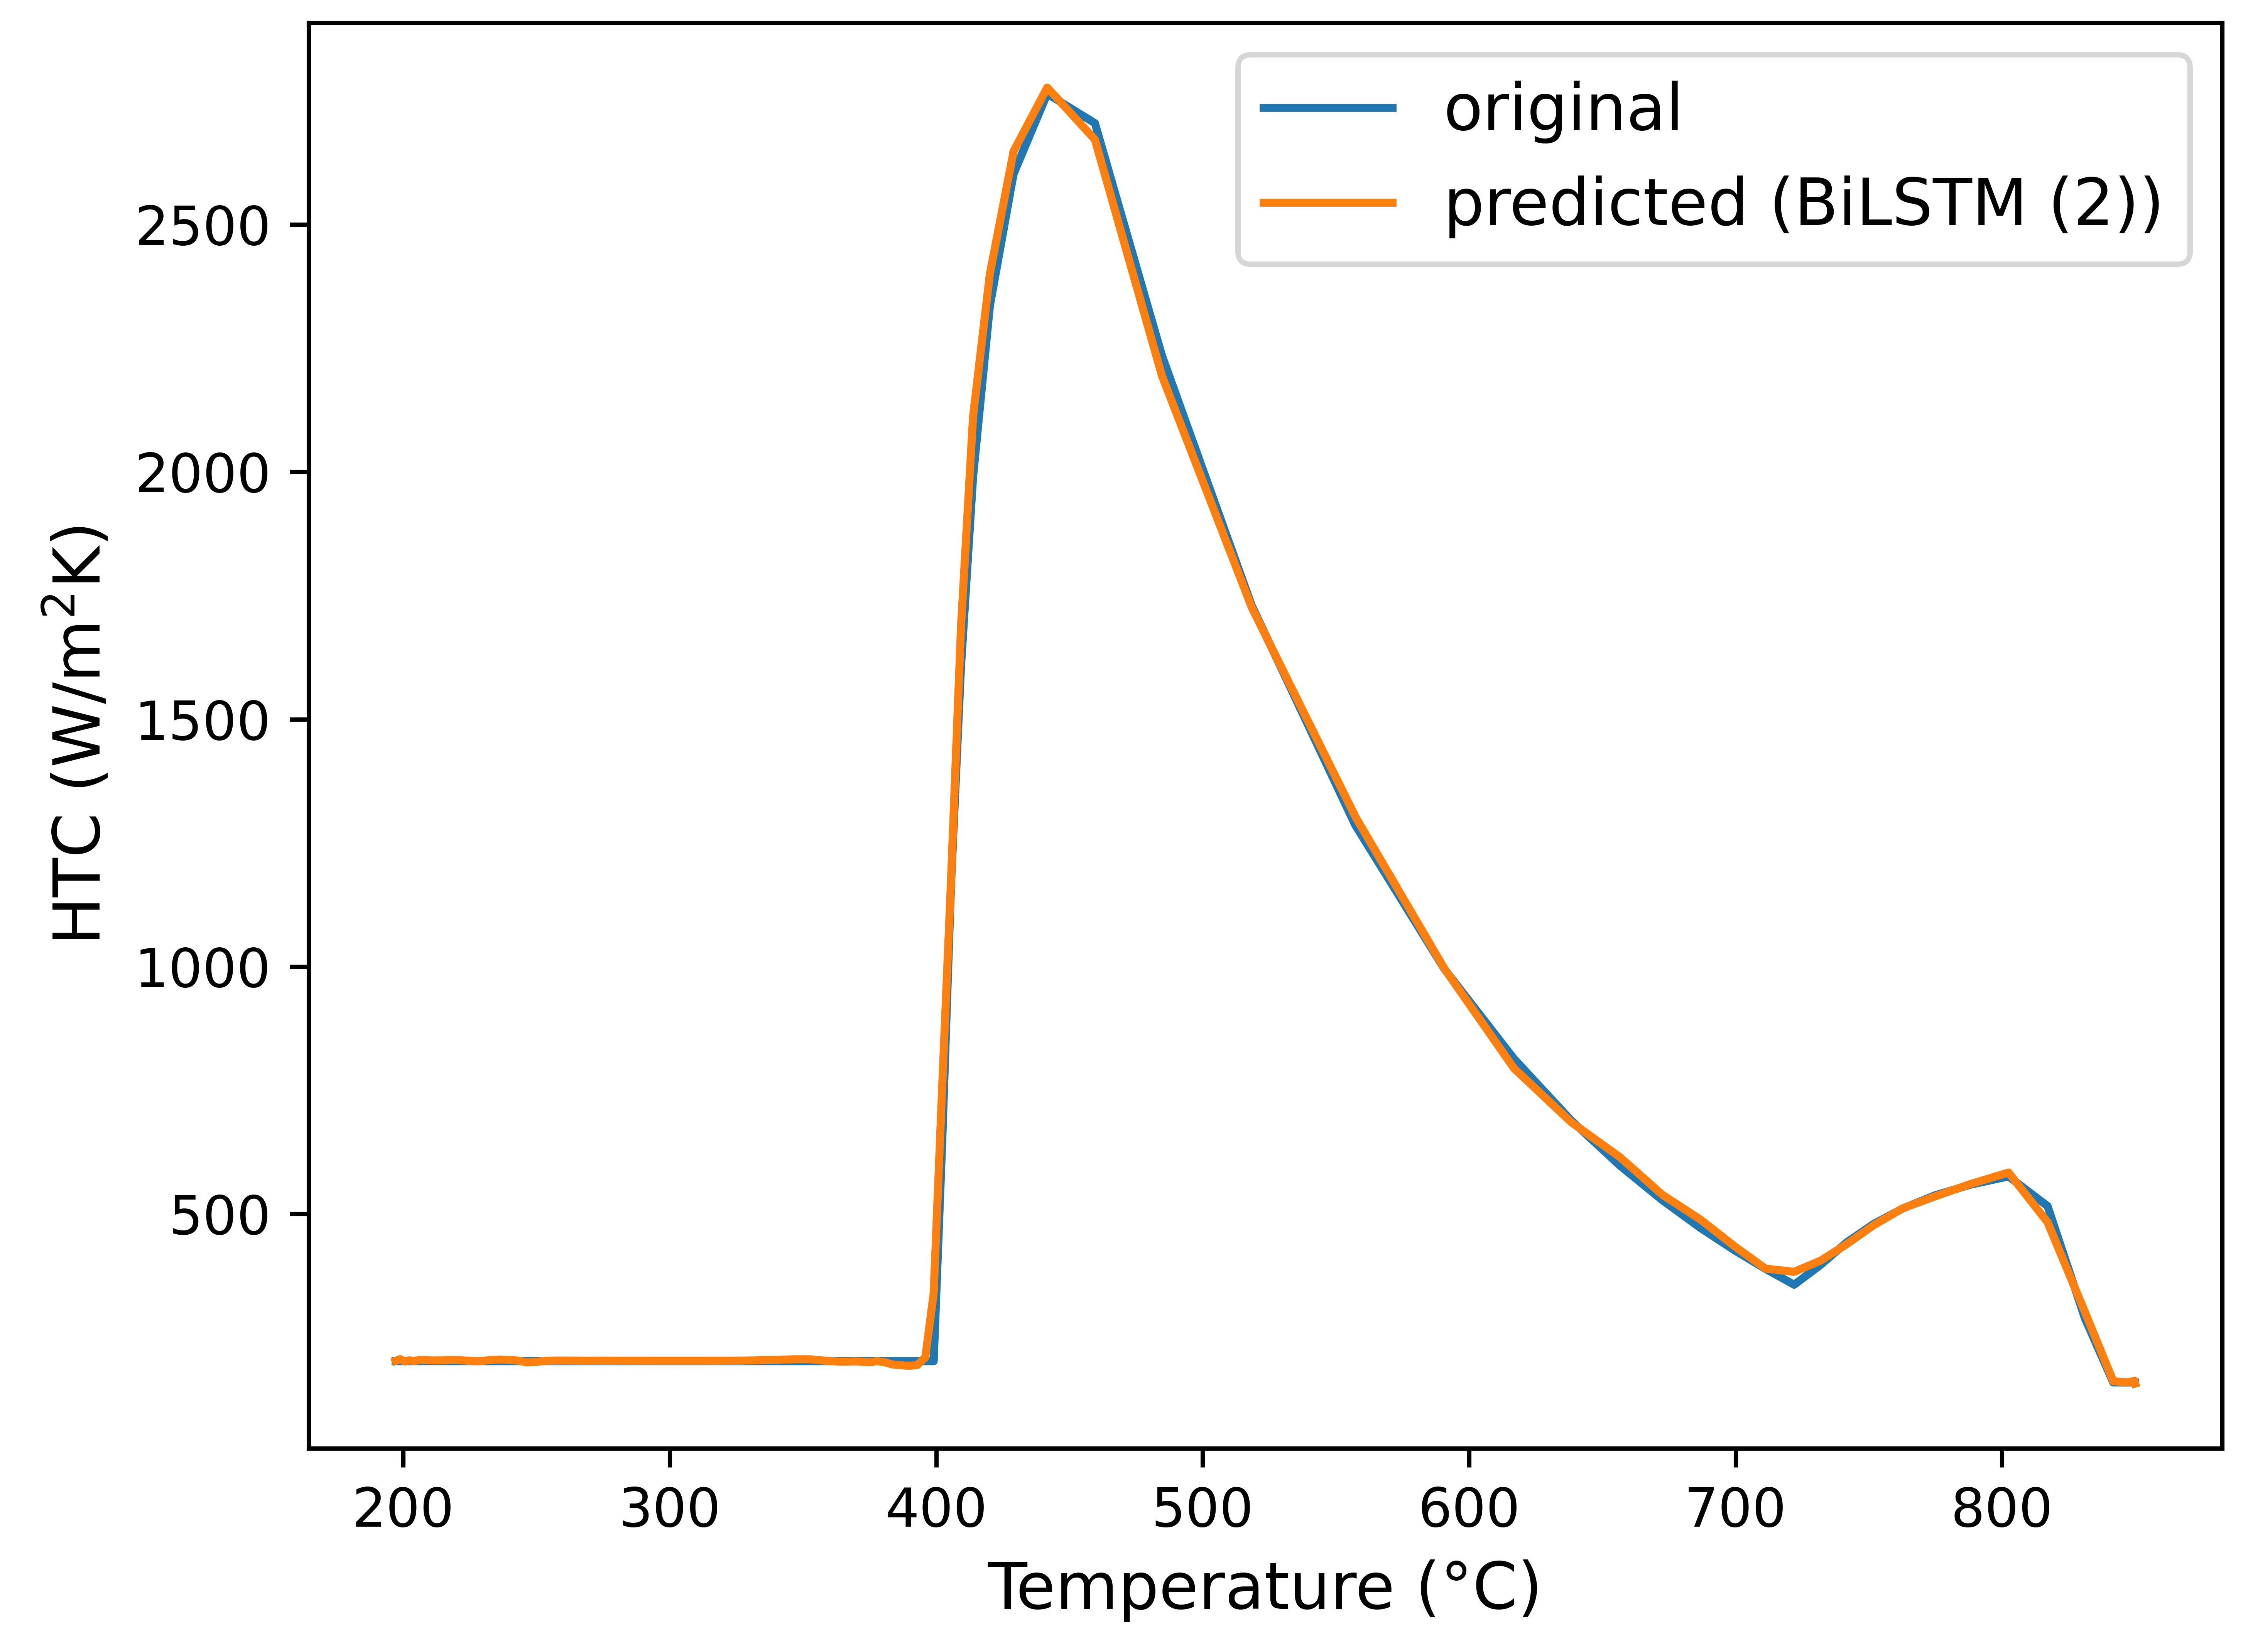 original
predicted (BiLSTM (2))
HTC (W/m²K)
2500
2000
1500
1000
500
200 300 400 500 600 700 800
Temperature (°C)